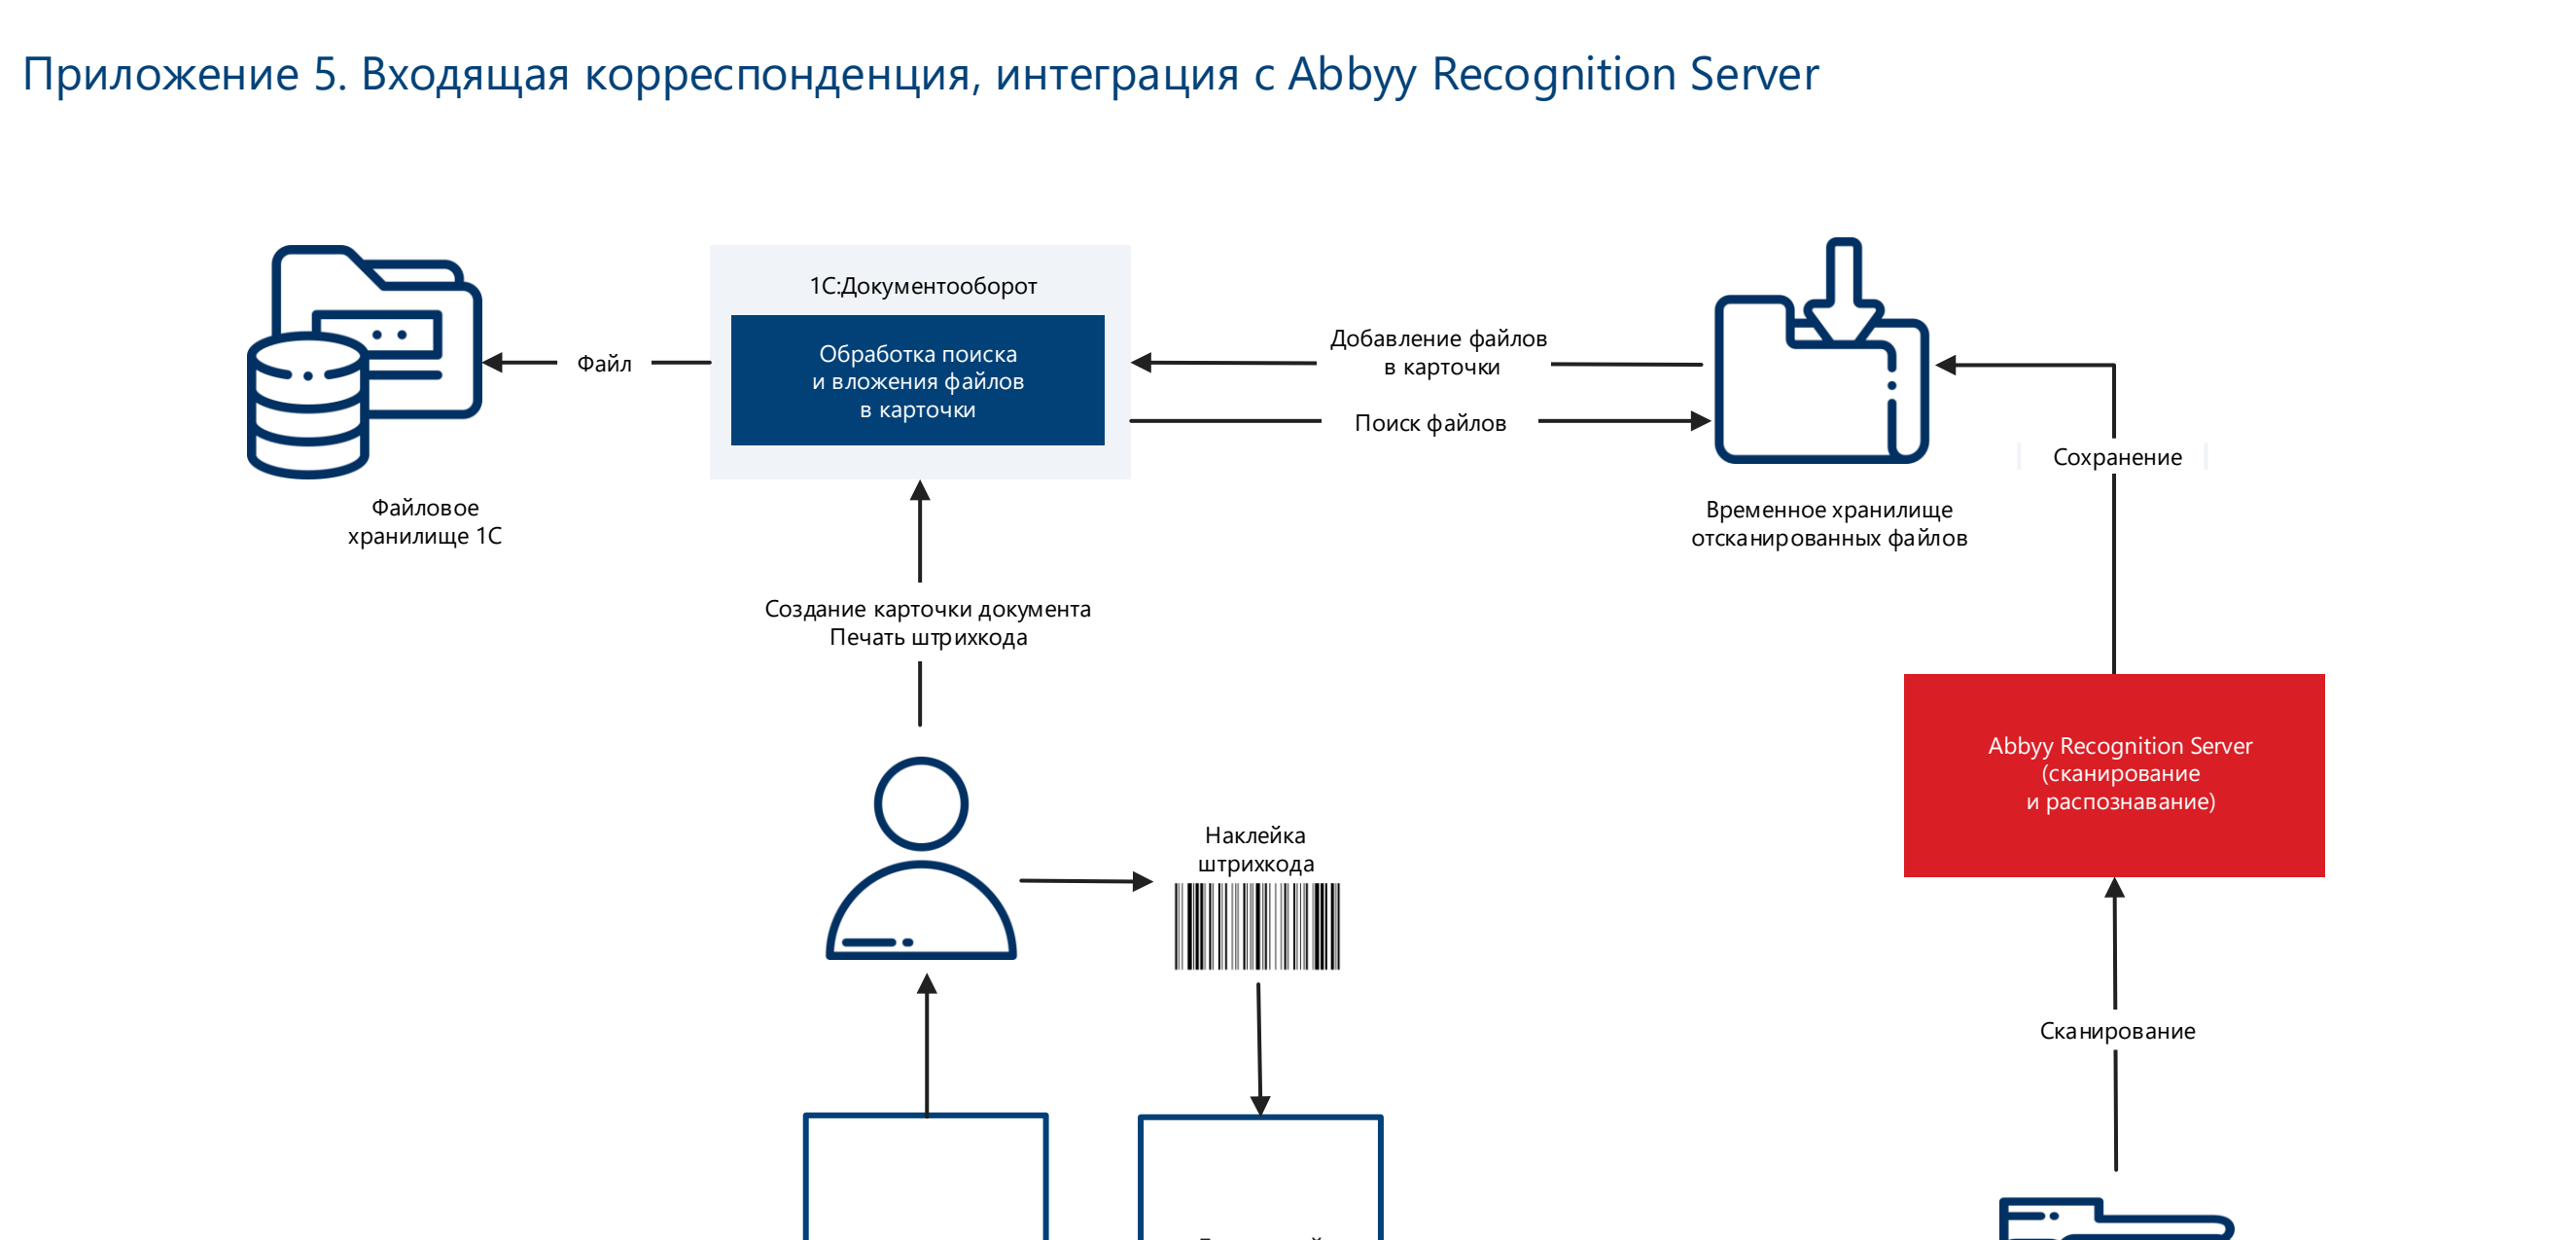 Приложение 5. Входящая корреспонденция, интеграция с Abbyy Recognition Server
1С:Документооборот
Обработка поиска
и вложения файлов
в карточки
Файл
Добавление файлов
в карточки
Поиск файлов
Сохранение
Файловое
хранилище 1С
Временное хранилище
отсканированных файлов
Создание карточки документа
Печать штрихкода
Abbyy Recognition Server
(сканирование
и распознавание)
Наклейка
штрихкода
Сканирование